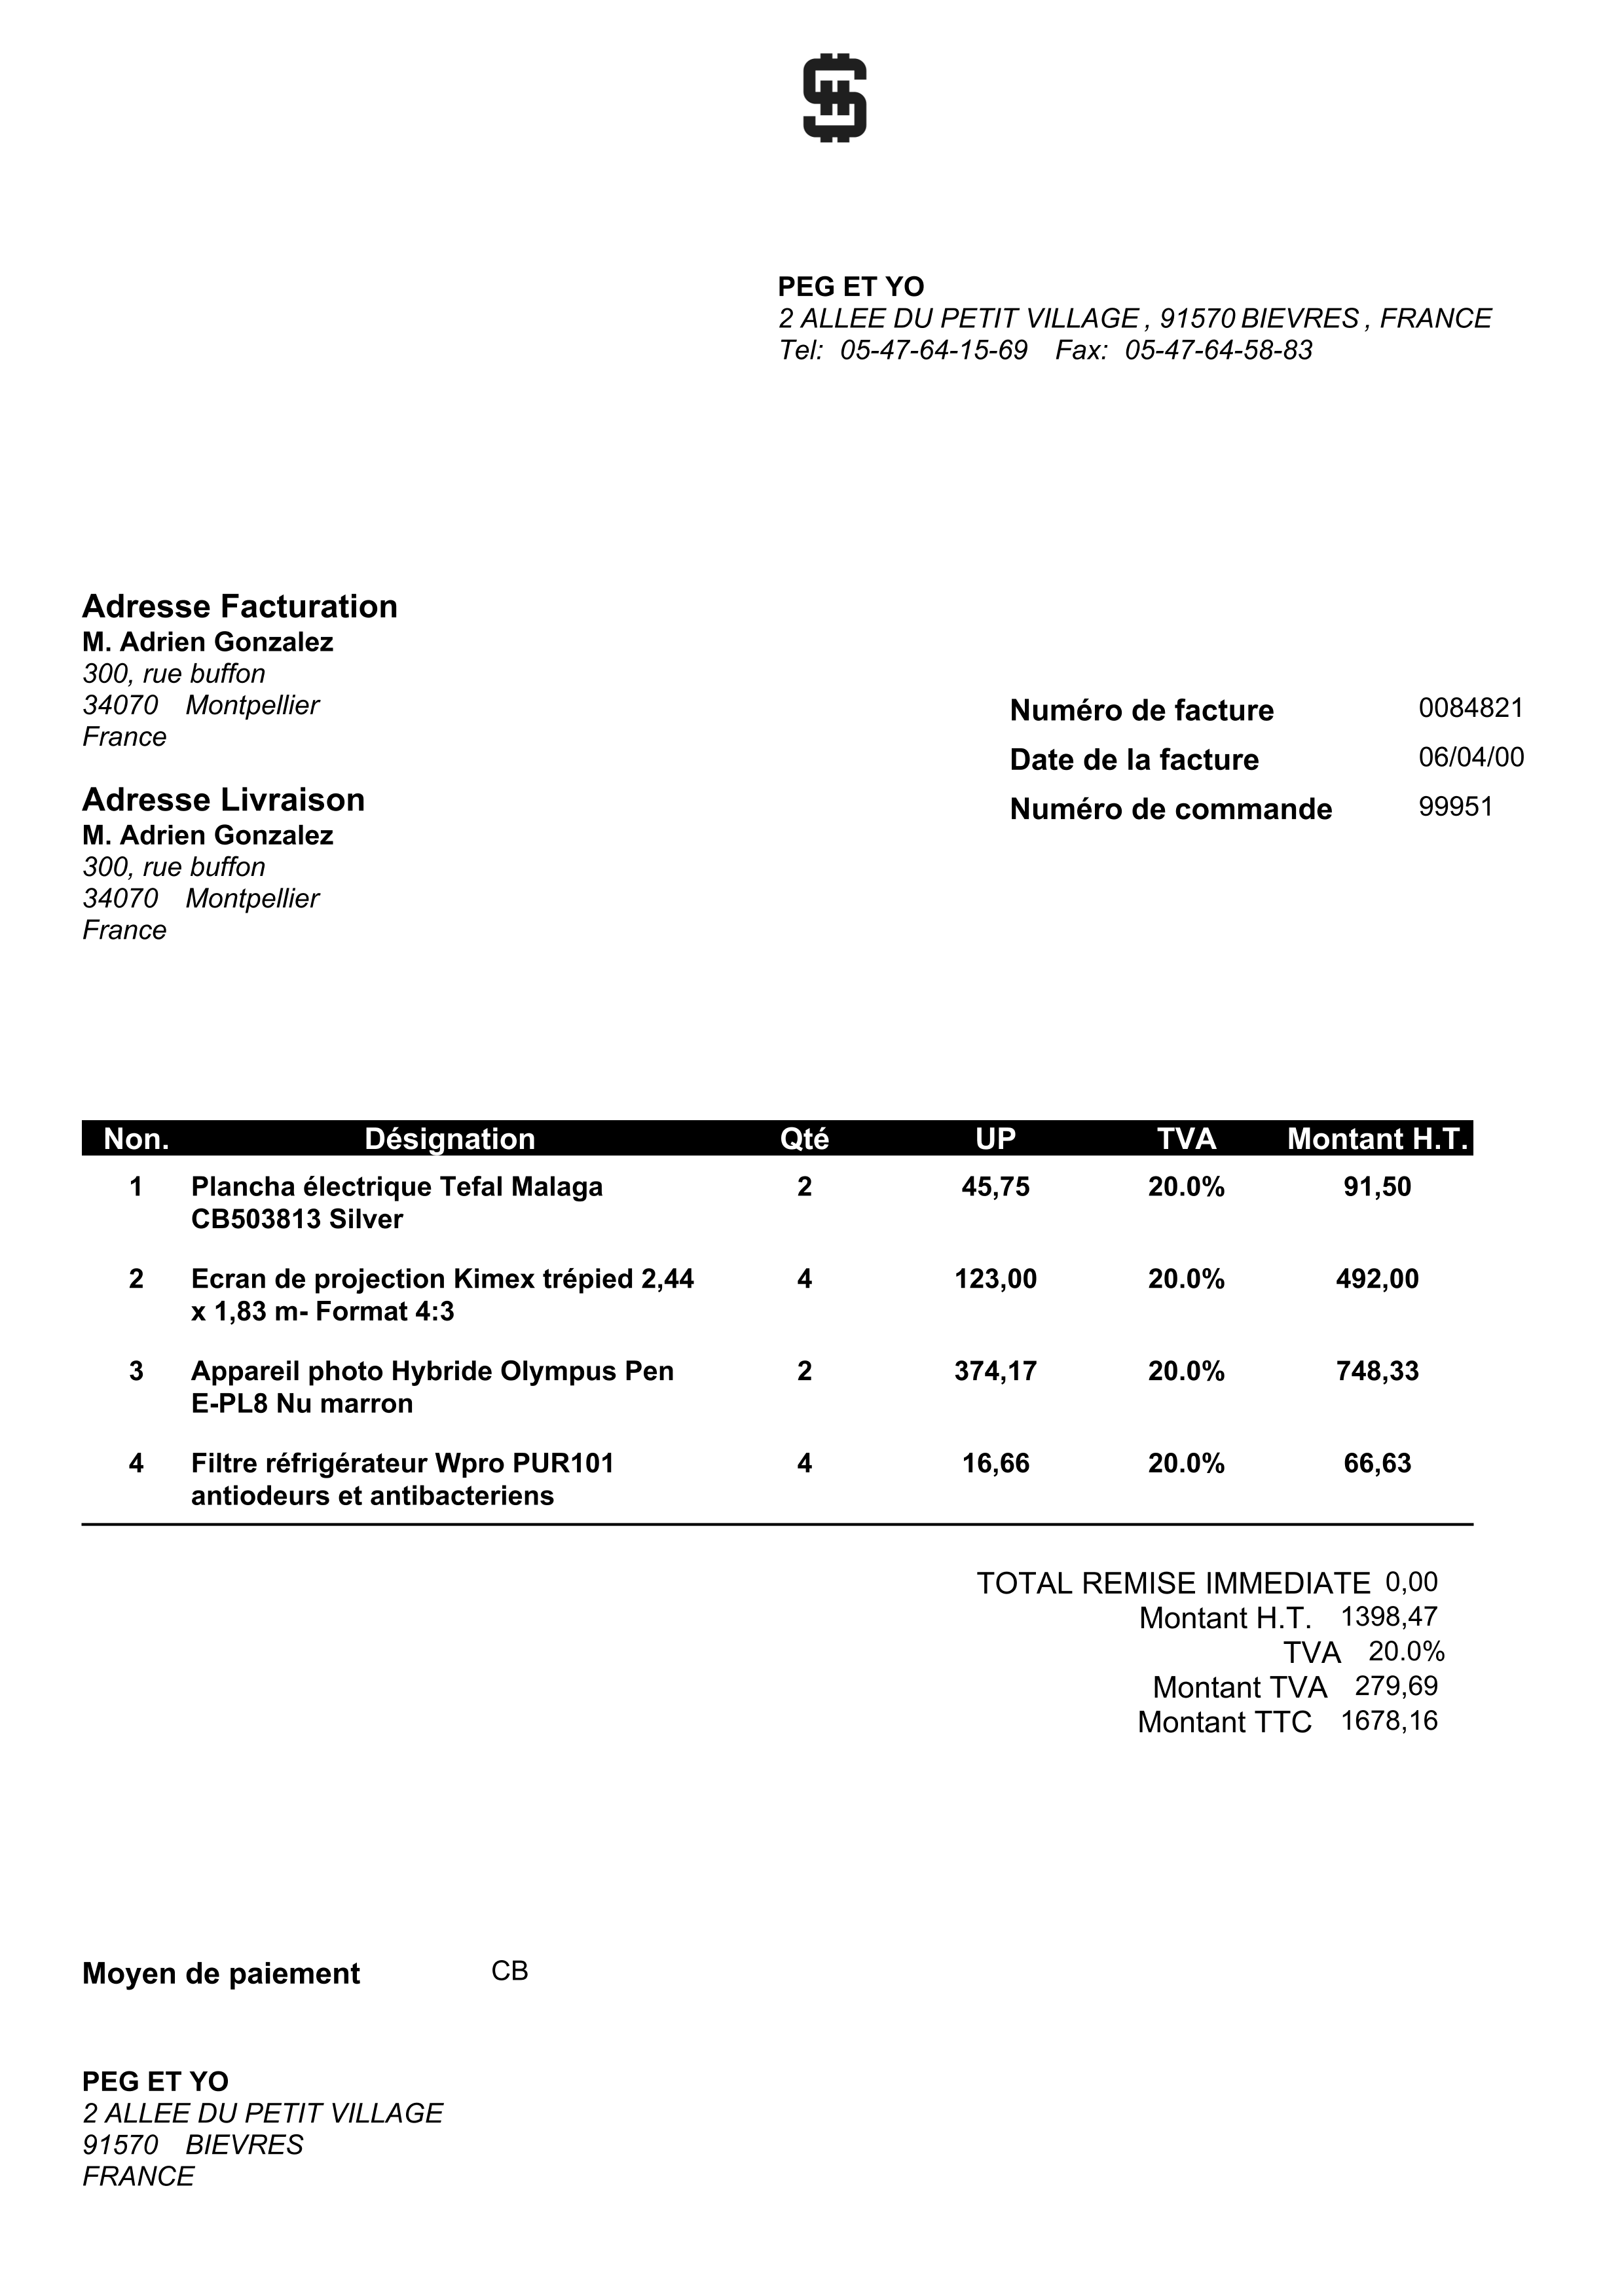 PEG ET YO
2 ALLEE DU PETIT VILLAGE , 91570 BIEVRES , FRANCE
Tel: 05-47-64-15-69 Fax: 05-47-64-58-83
Adresse Facturation
M. Adrien Gonzalez
300, rue buffon
34070 Montpellier
France
Numéro de facture 0084821
Date de la facture 06/04/00
Numéro de commande 99951
Adresse Livraison
M. Adrien Gonzalez
300, rue buffon
34070 Montpellier
France
Non. Désignation Qté UP TVA Montant H.T.
1 Plancha électrique Tefal Malaga 2 45,75 20.0% 91,50
CB503813 Silver
2 Ecran de projection Kimex trépied 2,44 4 123,00 20.0% 492,00
x 1,83 m- Format 4:3
3 Appareil photo Hybride Olympus Pen 2 374,17 20.0% 748,33
E-PL8 Nu marron
4 Filtre réfrigérateur Wpro PUR101 4 16,66 20.0% 66,63
antiodeurs et antibacteriens
TOTAL REMISE IMMEDIATE 0,00
Montant H.T. 1398,47
TVA 20.0%
Montant TVA 279,69
Montant TTC 1678,16
Moyen de paiement CB
PEG ET YO
2 ALLEE DU PETIT VILLAGE
91570 BIEVRES
FRANCE